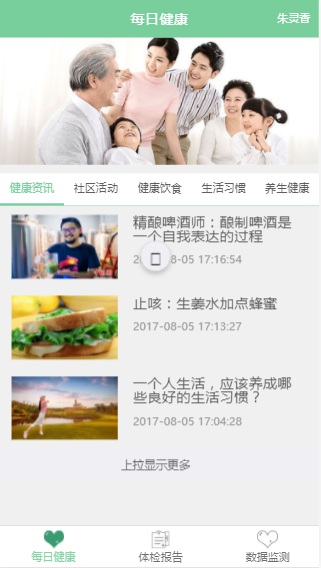 每日健康
朱灵香
健康资讯 社区活动 健康饮食 生活习惯 养生健康
精酿啤酒师：酿制啤酒是
一个自我表达的过程
2017-08-05 17:16:54
止咳：生姜水加点蜂蜜
2017-08-05 17:13:27
一个人生活，应该养成哪
些良好的生活习惯？
2017-08-05 17:04:28
上拉显示更多
每日健康 体检报告 数据监测